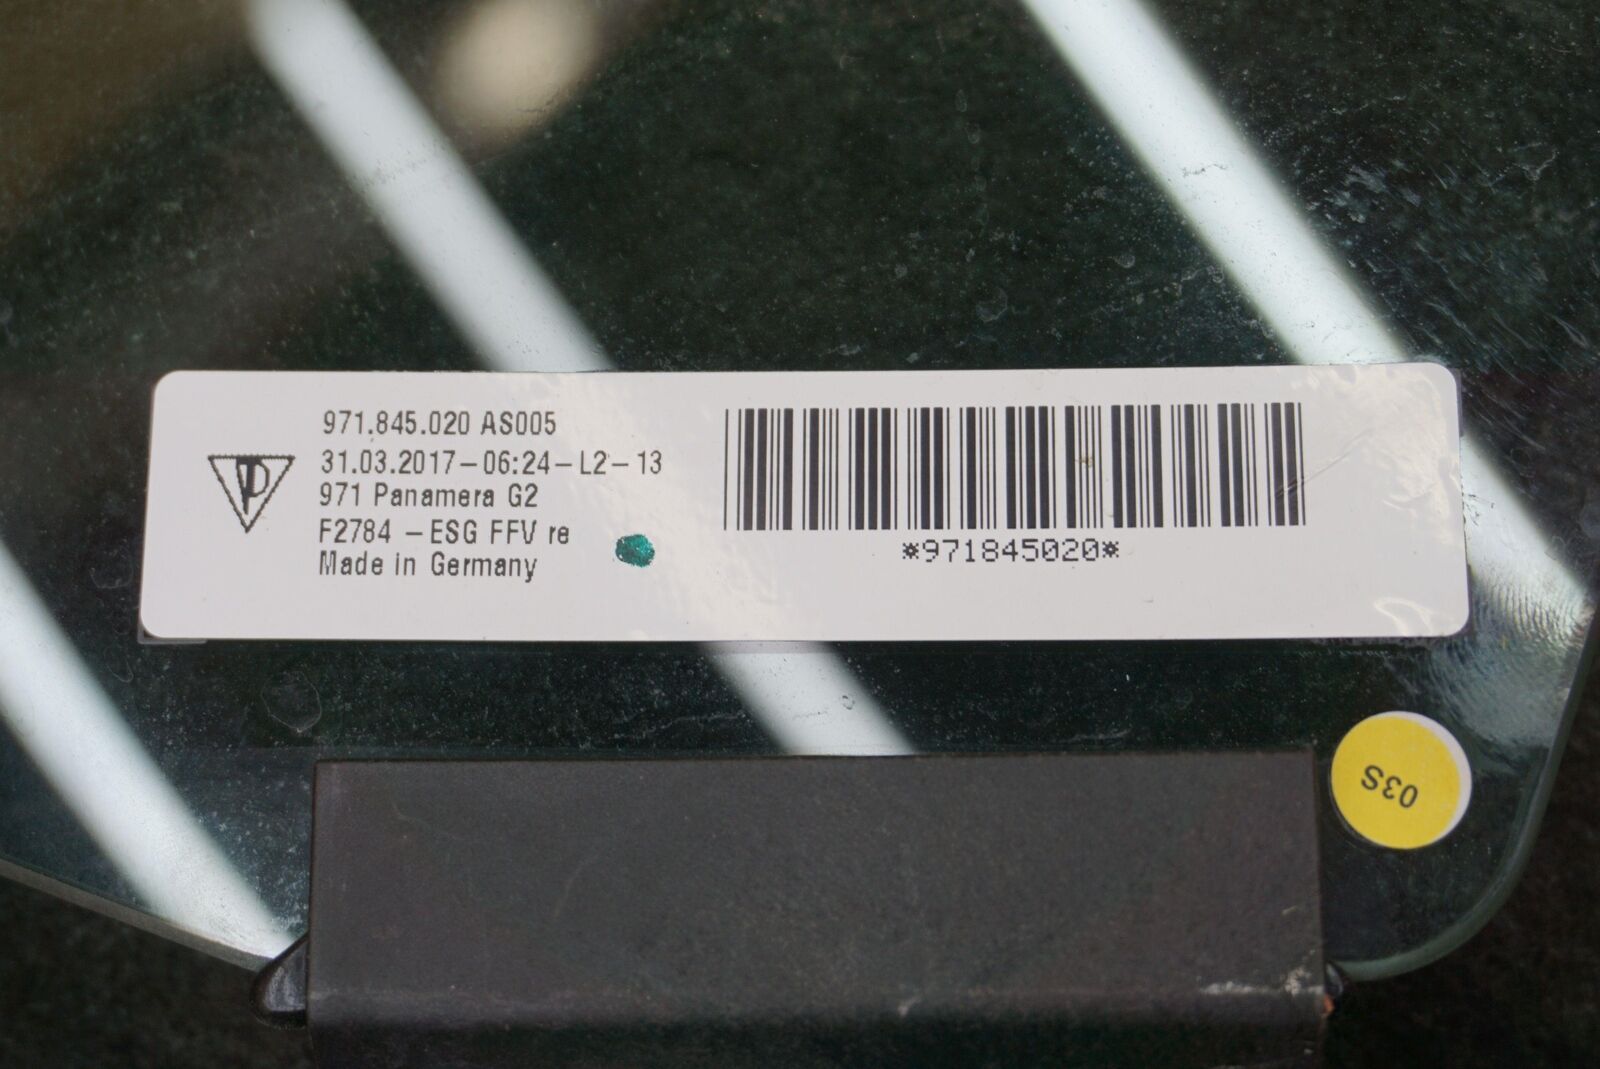 971.845.020 AS005
31.03.2017-06:24-L2-13
971 Panamera G2
F2784 -ESG FFV re
Made in Germany
*971845020*
03S